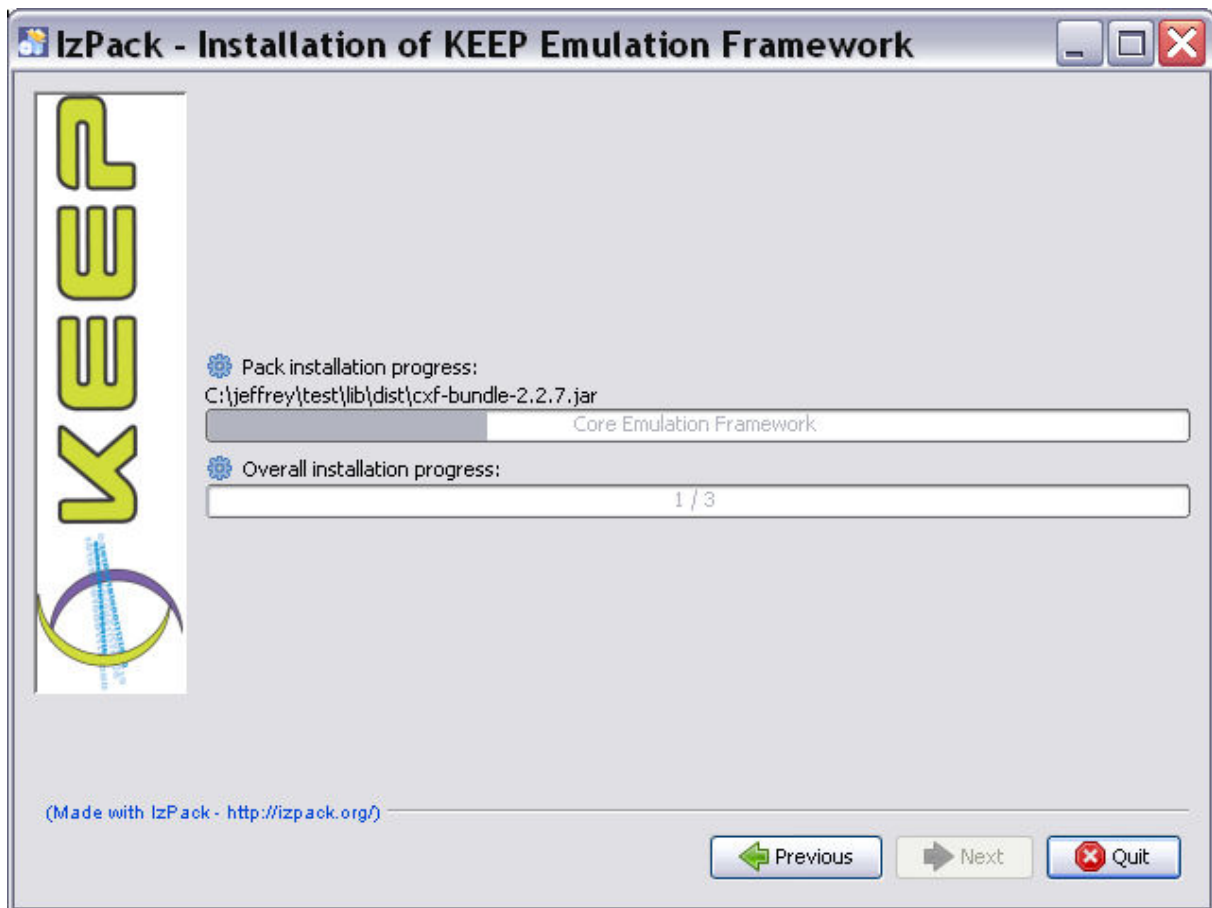 IzPack - Installation of KEEP Emulation Framework
KEEP
Pack installation progress:
C:\jeffrey\test\lib\dist\cxf-bundle-2.2.7.jar
Core Emulation Framework
Overall installation progress:
1 / 3
(Made with IzPack - http://izpack.org/)
Previous
Next
Quit